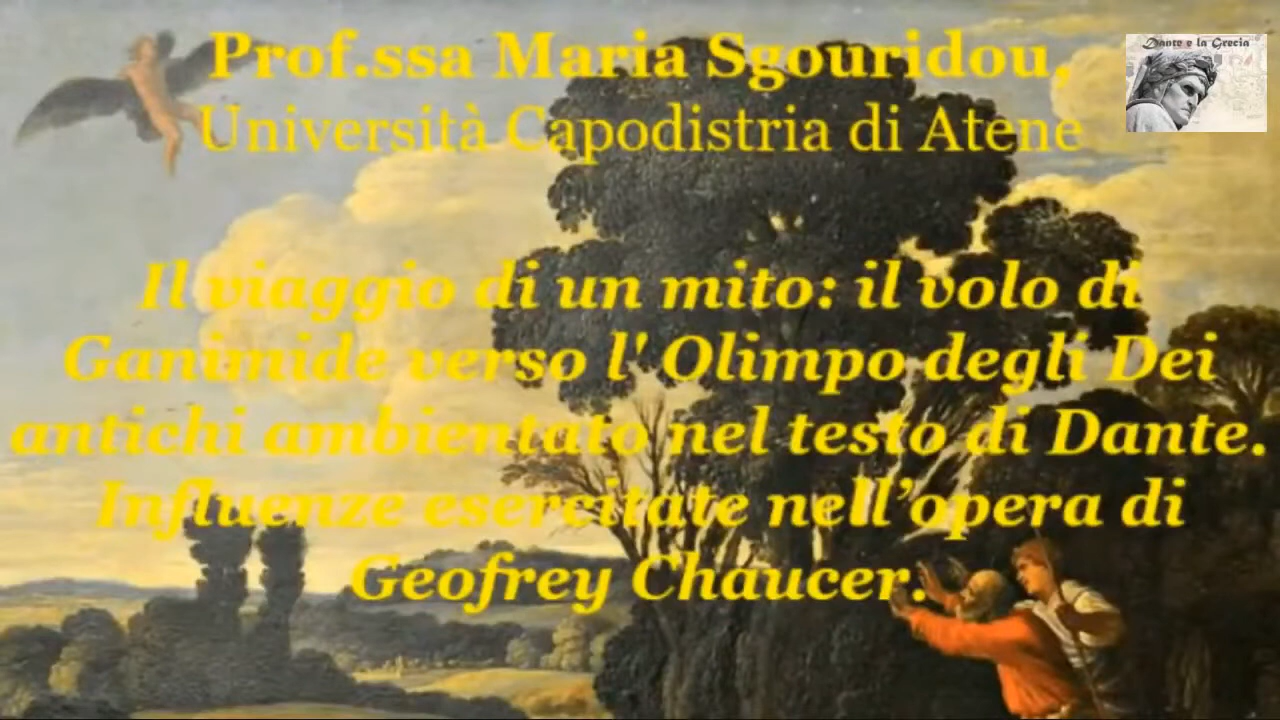 Prof.ssa Maria Sgouridou,
Università Capodistria di Atene
Dante e la Grecia
Il viaggio di un mito: il volo di
Ganimide verso l' Olimpo degli Dei
antichi ambientato nel testo di Dante.
Influenze esercitate nell’opera di
Geofrey Chaucer.